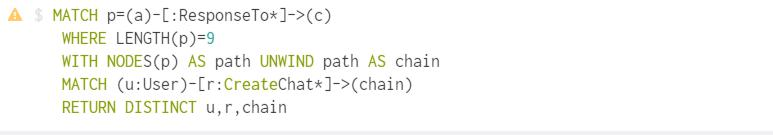 $ MATCH p=(a)-[:ResponseTo*]->(c)
WHERE LENGTH(p)=9
WITH NODES(p) AS path UNWIND path AS chain
MATCH (u:User)-[r:CreateChat*]->(chain)
RETURN DISTINCT u,r,chain